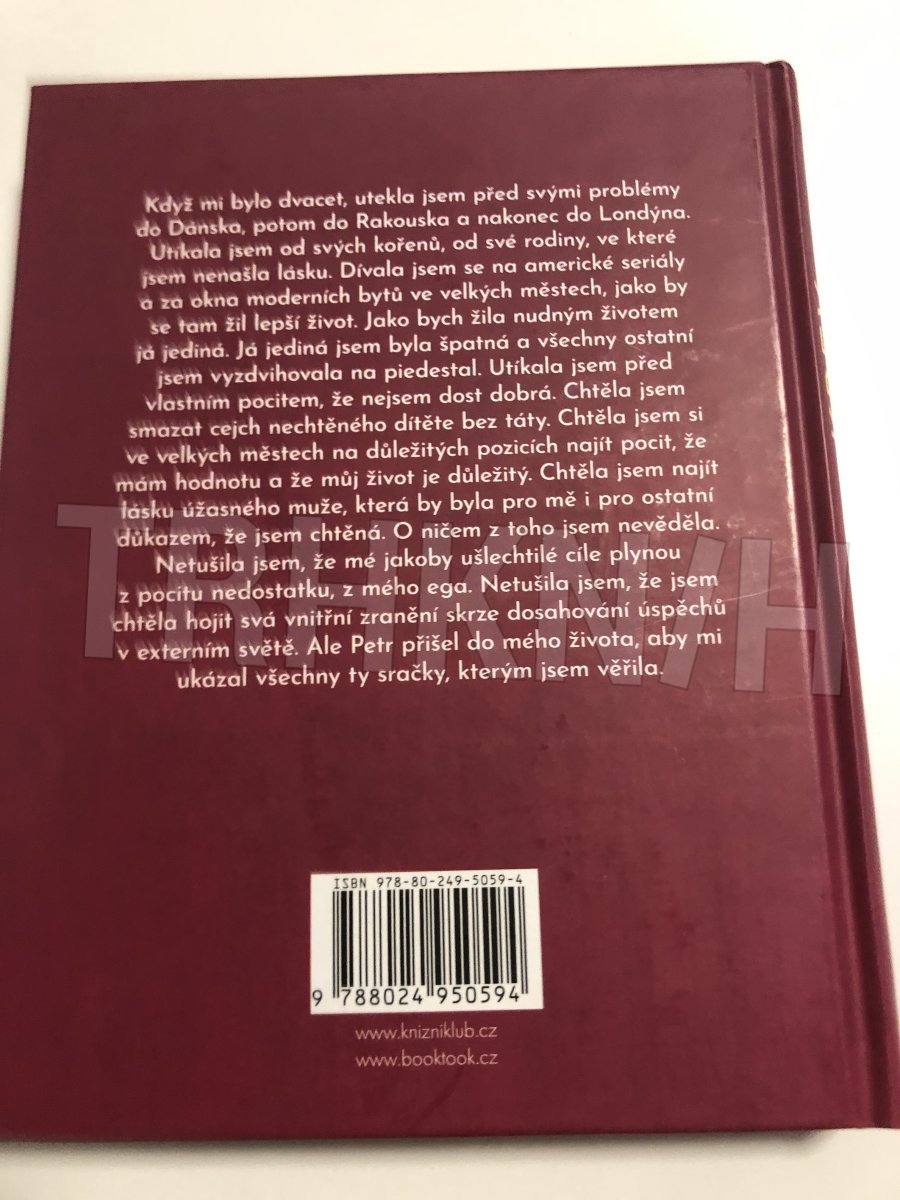 Když mi bylo dvacet, utekla jsem před svými problémy
do Dánska, potom do Rakouska a nakonec do Londýna.
Utíkala jsem od svých kořenů, od své rodiny, ve které
jsem nenašla lásku. Dívala jsem se na americké seriály
a za okna moderních bytů ve velkých městech, jako by
se tam žil lepší život. Jako bych žila nudným životem
já jediná. Já jediná jsem byla špatná a všechny ostatní
jsem vyzdvihovala na piedestal. Utíkala jsem před
vlastním pocitem, že nejsem dost dobrá. Chtěla jsem
smazat cejch nechtěného dítěte bez táty. Chtěla jsem si
ve velkých městech na důležitých pozicích najít pocit, že
mám hodnotu a že můj život je důležitý. Chtěla jsem najít
lásku úžasného muže, která by byla pro mě i pro ostatní
důkazem, že jsem chtěná. O ničem z toho jsem nevěděla.
Netušila jsem, že mé jakoby ušlechtilé cíle plynou
z pocitu nedostatku, z mého ega. Netušila jsem, že jsem
chtěla hojit svá vnitřní zranění skrze dosahování úspěchů
v externím světě. Ale Petr přišel do mého života, aby mi
ukázal všechny ty sračky, kterým jsem věřila.
TRHKNIH
ISBN 978-80-249-5059-4
9 788024 950594
www.knizniklub.cz
www.booktook.cz